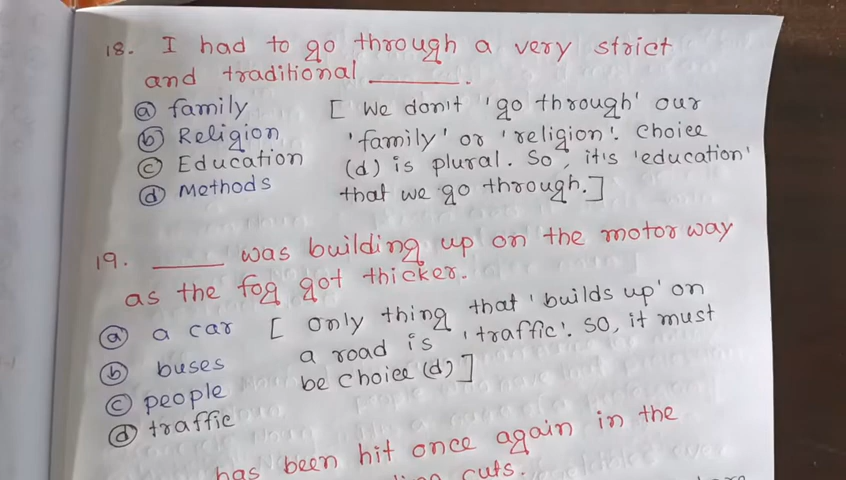 18. I had to go through a very strict
and traditional ______.
ⓐ family [ We don't 'go through' our
ⓑ Religion 'family' or 'religion'. Choice
ⓒ Education (d) is plural. So, it's 'education'
ⓓ Methods that we go through.]
19. ______ was building up on the motor way
as the fog got thicker.
ⓐ a car [ Only thing that 'builds up' on
ⓑ buses a road is 'traffic'. So, it must
ⓒ people be choice (d) ]
ⓓ traffic
has been hit once again in the
cuts.